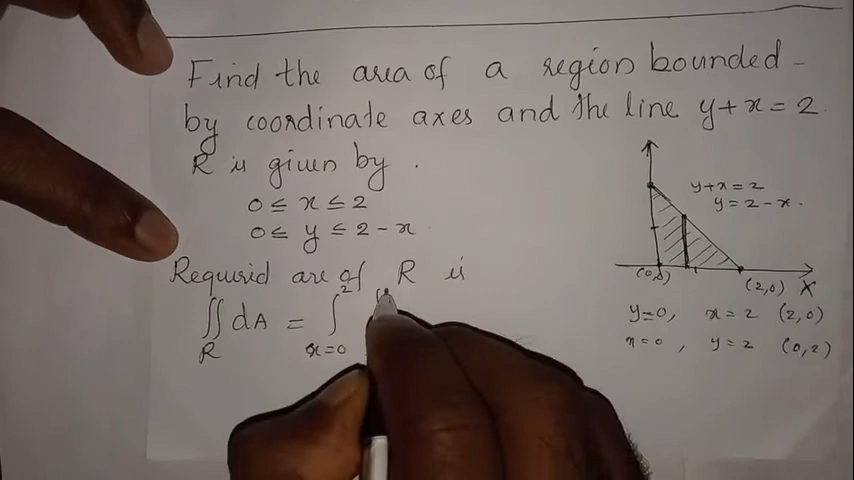 Find the area of a region bounded
by coordinate axes and the line y+x=2.
R is given by.
0 ≤ x ≤ 2
0 ≤ y ≤ 2-x
Requird are of R is
∬_R dA = ∫_{x=0}^{2}
y+x=2
y=2-x.
(0,0)
(2,0) X
y=0, x=2 (2,0)
x=0, y=2 (0,2)